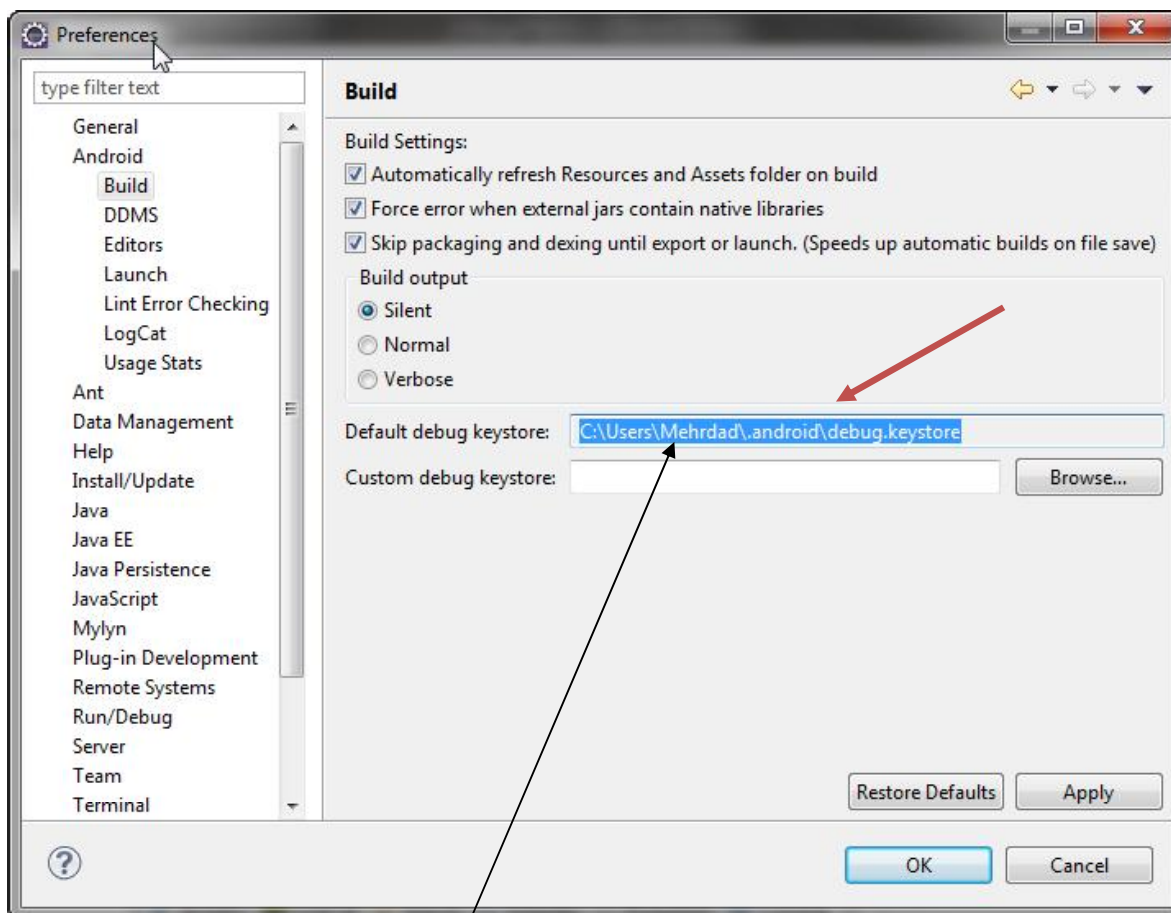 Preferences
type filter text
General
Android
Build
DDMS
Editors
Launch
Lint Error Checking
LogCat
Usage Stats
Ant
Data Management
Help
Install/Update
Java
Java EE
Java Persistence
JavaScript
Mylyn
Plug-in Development
Remote Systems
Run/Debug
Server
Team
Terminal
Build
Build Settings:
Automatically refresh Resources and Assets folder on build
Force error when external jars contain native libraries
Skip packaging and dexing until export or launch. (Speeds up automatic builds on file save)
Build output
Silent
Normal
Verbose
Default debug keystore: C:\Users\Mehrdad\.android\debug.keystore
Custom debug keystore: Browse...
Restore Defaults Apply
OK Cancel